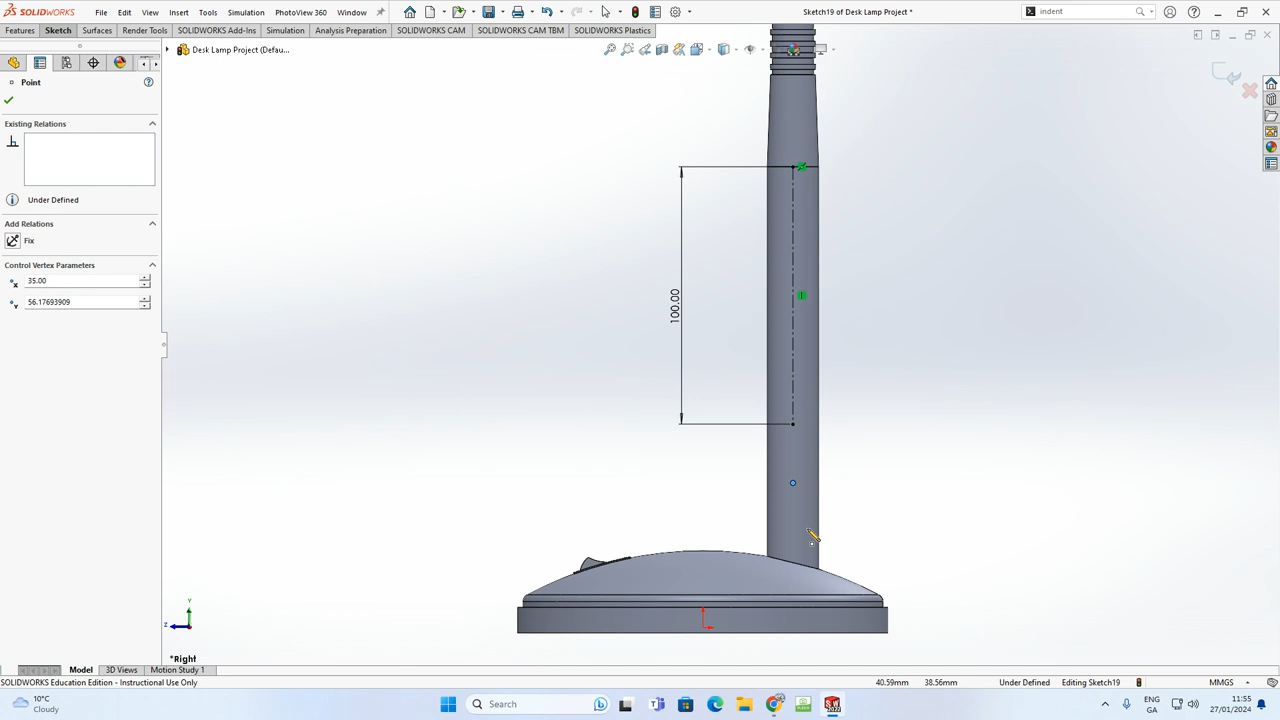 SOLIDWORKS File Edit View Insert Tools Simulation PhotoView 360 Window Sketch19 of Desk Lamp Project * indent
Features Sketch Surfaces Render Tools SOLIDWORKS Add-Ins Simulation Analysis Preparation SOLIDWORKS CAM SOLIDWORKS CAM TBM SOLIDWORKS Plastics
Desk Lamp Project (Defau...
Point
Existing Relations
Under Defined
Add Relations
Fix
Control Vertex Parameters
35.00
56.17693909
100.00
Y
Z
*Right
Model 3D Views Motion Study 1
SOLIDWORKS Education Edition - Instructional Use Only 40.59mm 38.56mm Under Defined Editing Sketch19 MMGS
10°C
Cloudy
Search
ENG
GA
11:55
27/01/2024